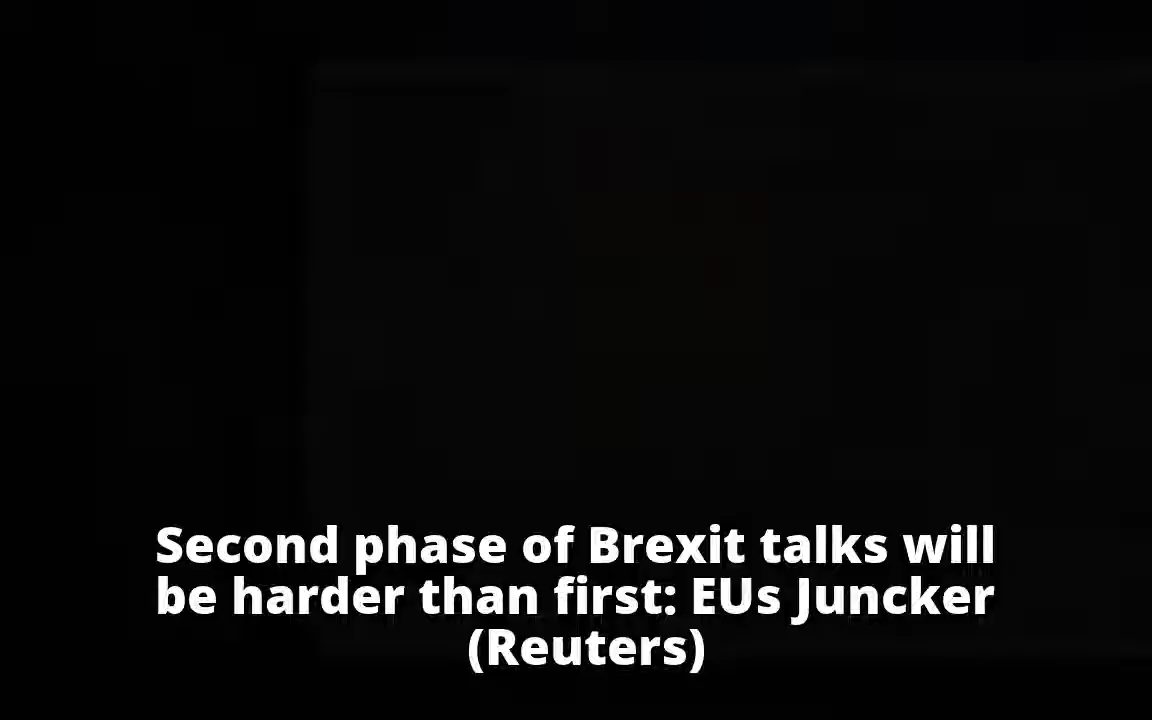 Second phase of Brexit talks will
be harder than first: EUs Juncker
(Reuters)